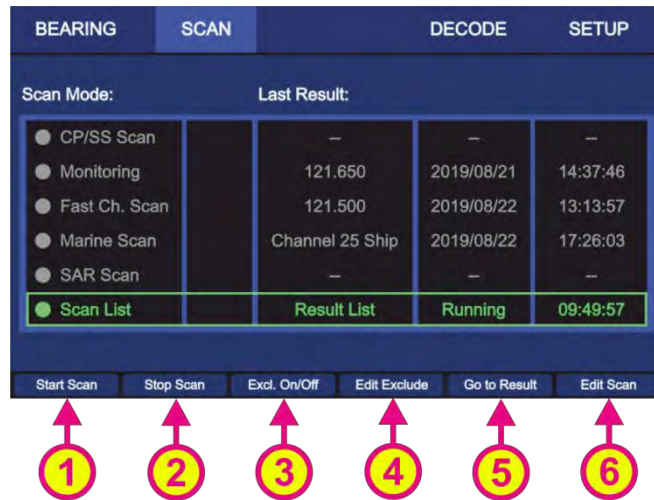 BEARING SCAN DECODE SETUP
Scan Mode: Last Result:
CP/SS Scan – – –
Monitoring 121.650 2019/08/21 14:37:46
Fast Ch. Scan 121.500 2019/08/22 13:13:57
Marine Scan Channel 25 Ship 2019/08/22 17:26:03
SAR Scan – – –
Scan List Result List Running 09:49:57
Start Scan Stop Scan Excl. On/Off Edit Exclude Go to Result Edit Scan
1 2 3 4 5 6